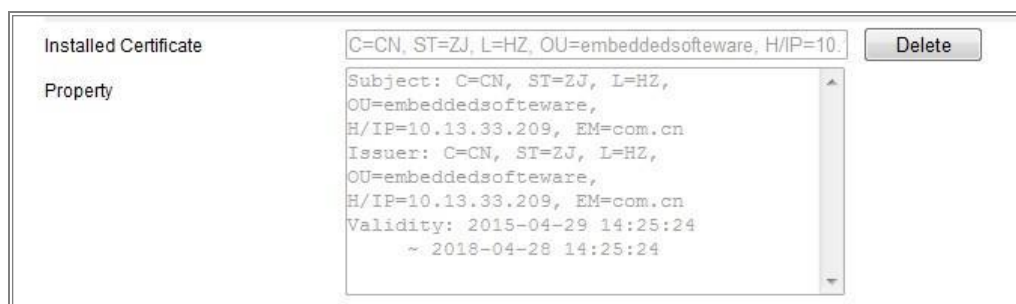 Installed Certificate
C=CN, ST=ZJ, L=HZ, OU=embeddedsofteware, H/IP=10.
Delete
Property
Subject: C=CN, ST=ZJ, L=HZ,
OU=embeddedsofteware,
H/IP=10.13.33.209, EM=com.cn
Issuer: C=CN, ST=ZJ, L=HZ,
OU=embeddedsofteware,
H/IP=10.13.33.209, EM=com.cn
Validity: 2015-04-29 14:25:24
~ 2018-04-28 14:25:24